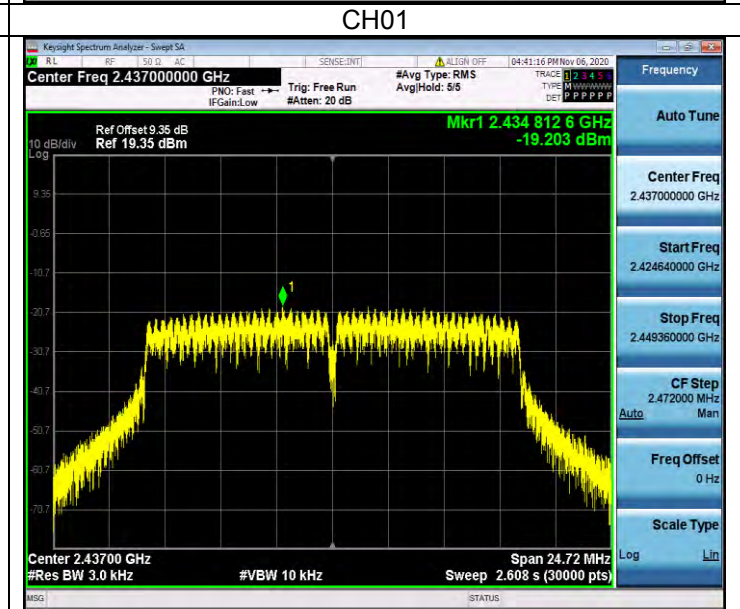 CH01
Keysight Spectrum Analyzer - Swept SA
RL RF 50 Ω AC SENSE:INT ALIGN OFF 04:41:16 PM Nov 06, 2020
Center Freq 2.437000000 GHz
PNO: Fast
IFGain:Low
Trig: Free Run
#Atten: 20 dB
#Avg Type: RMS
Avg|Hold: 5/5
TRACE 1 2 3 4 5 6
TYPE M WWWWW
DET P P P P P P
Ref Offset 9.35 dB
Ref 19.35 dBm
10 dB/div
Log
Mkr1 2.434 812 6 GHz
-19.203 dBm
9.35
-0.65
-10.7
-20.7
-30.7
-40.7
-50.7
-60.7
-70.7
1
Center 2.43700 GHz
#Res BW 3.0 kHz
#VBW 10 kHz
Span 24.72 MHz
Sweep 2.608 s (30000 pts)
MSG
STATUS
Frequency
Auto Tune
Center Freq
2.437000000 GHz
Start Freq
2.424640000 GHz
Stop Freq
2.449360000 GHz
CF Step
2.472000 MHz
Auto Man
Freq Offset
0 Hz
Scale Type
Log Lin